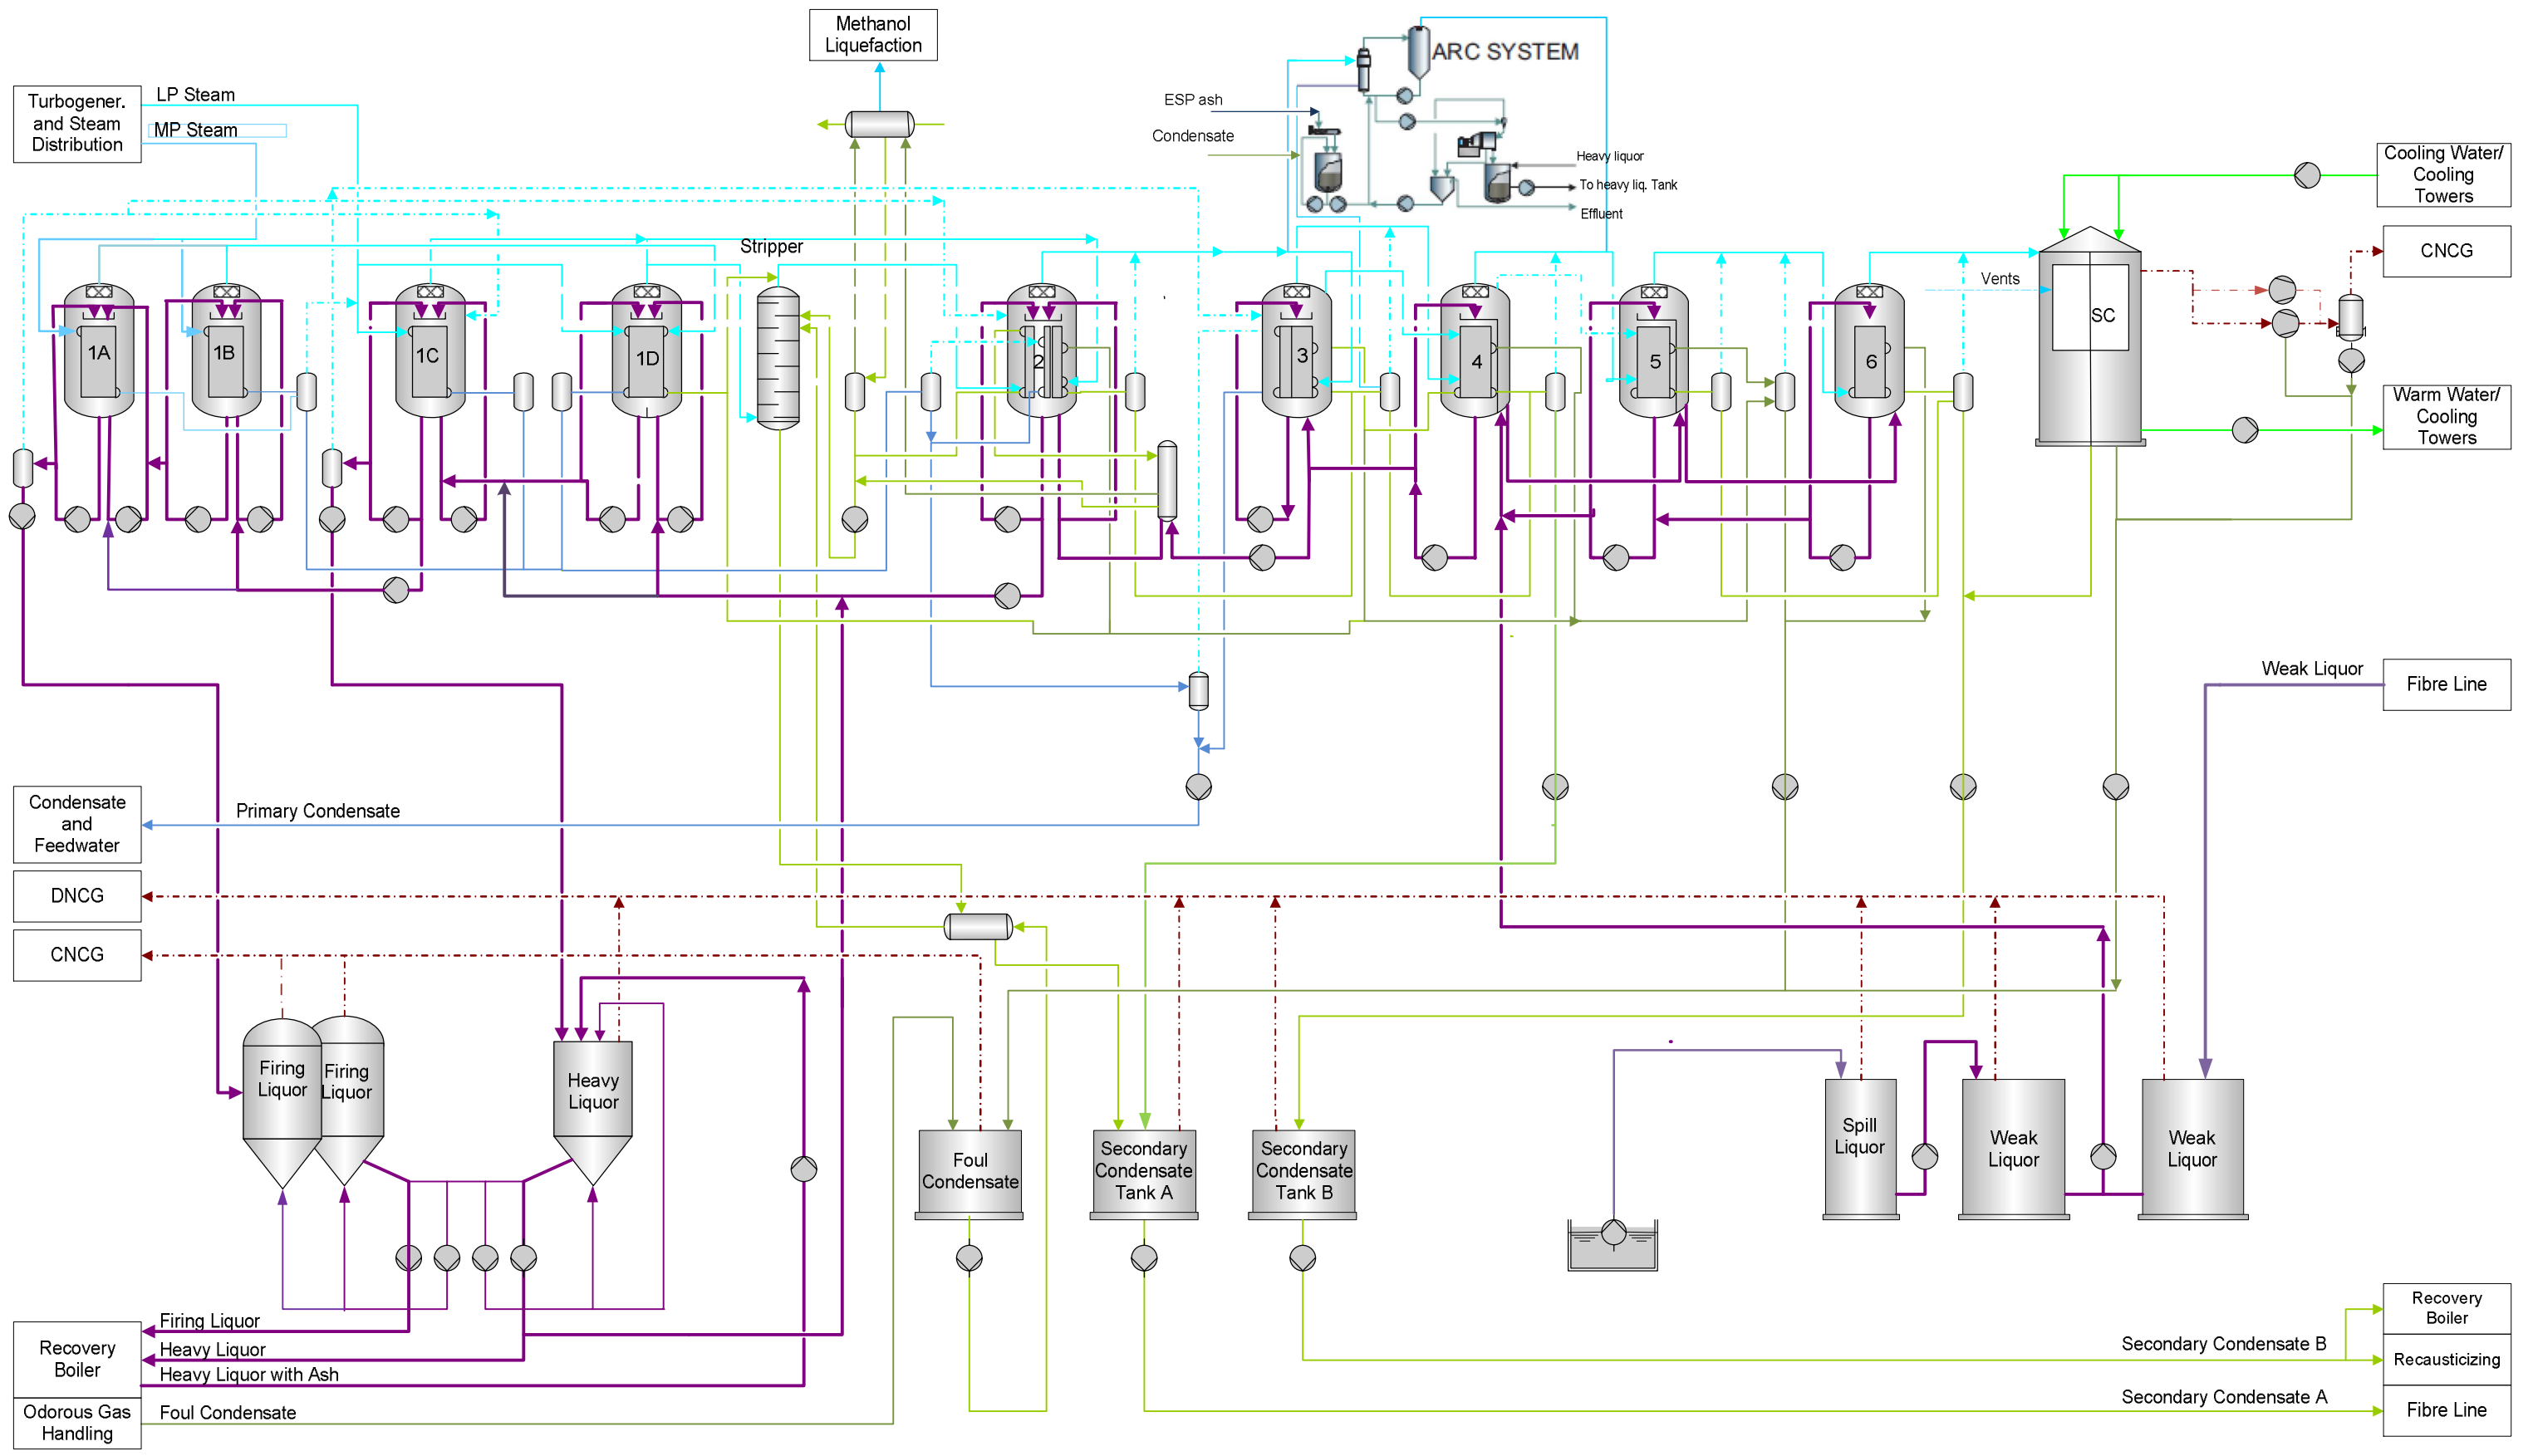 Methanol
Liquefaction
ARC SYSTEM
Turbogener.
and Steam
Distribution
LP Steam
MP Steam
ESP ash
Condensate
Heavy liquor
To heavy liq. Tank
Effluent
Cooling Water/
Cooling
Towers
CNCG
Stripper
Vents
SC
1A
1B
1C
1D
2
3
4
5
6
Warm Water/
Cooling
Towers
Weak Liquor
Fibre Line
Condensate
and
Feedwater
Primary Condensate
DNCG
CNCG
Firing
Liquor
Firing
Liquor
Heavy
Liquor
Foul
Condensate
Secondary
Condensate
Tank A
Secondary
Condensate
Tank B
Spill
Liquor
Weak
Liquor
Weak
Liquor
Recovery
Boiler
Firing Liquor
Heavy Liquor
Heavy Liquor with Ash
Odorous Gas
Handling
Foul Condensate
Secondary Condensate B
Secondary Condensate A
Recovery
Boiler
Recausticizing
Fibre Line